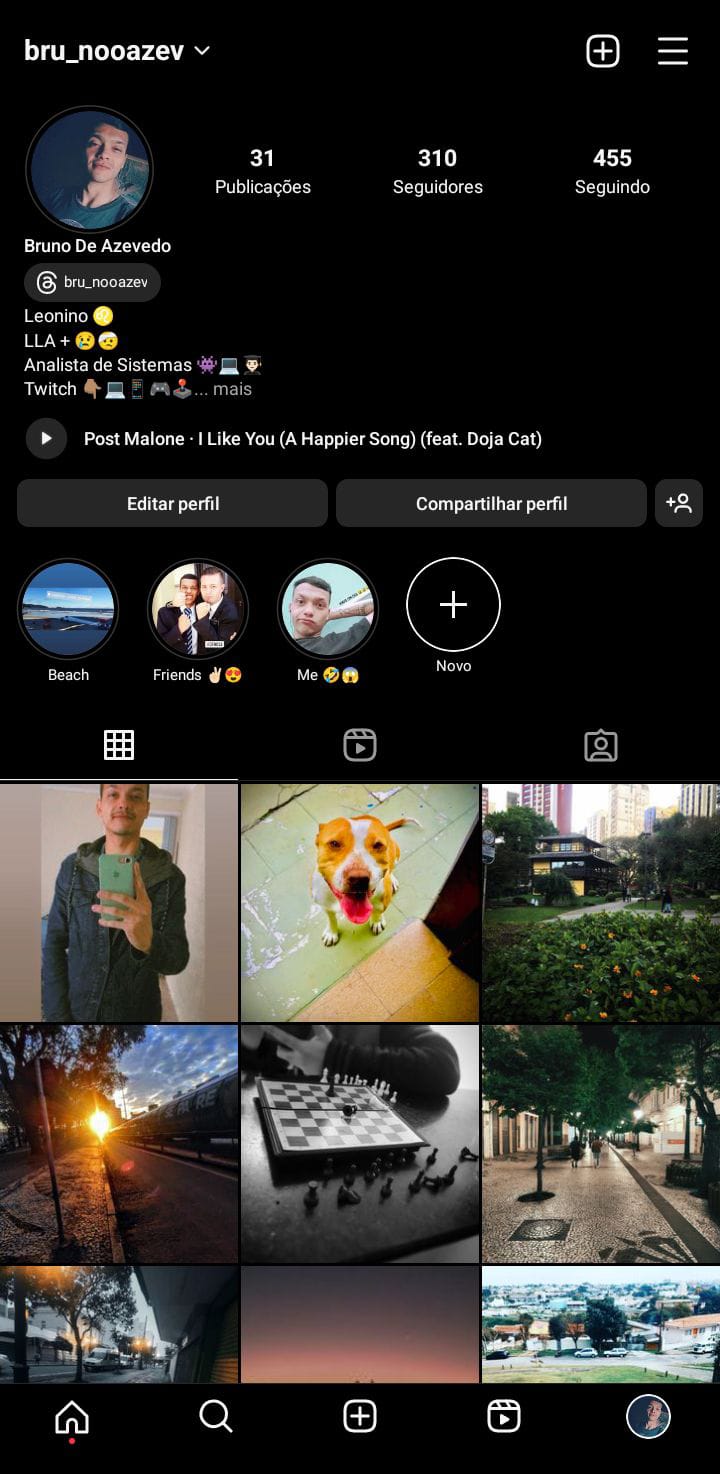 bru_nooazev
31 310 455
Publicações Seguidores Seguindo
Bruno De Azevedo
bru_nooazev
Leonino ♌
LLA + 😢🤕
Analista de Sistemas 👾💻👨🏻‍🎓
Twitch 👇🏽💻📱🎮🕹️... mais
Post Malone · I Like You (A Happier Song) (feat. Doja Cat)
Editar perfil Compartilhar perfil
Beach Friends ✌🏻😍 Me 🤣😱 Novo